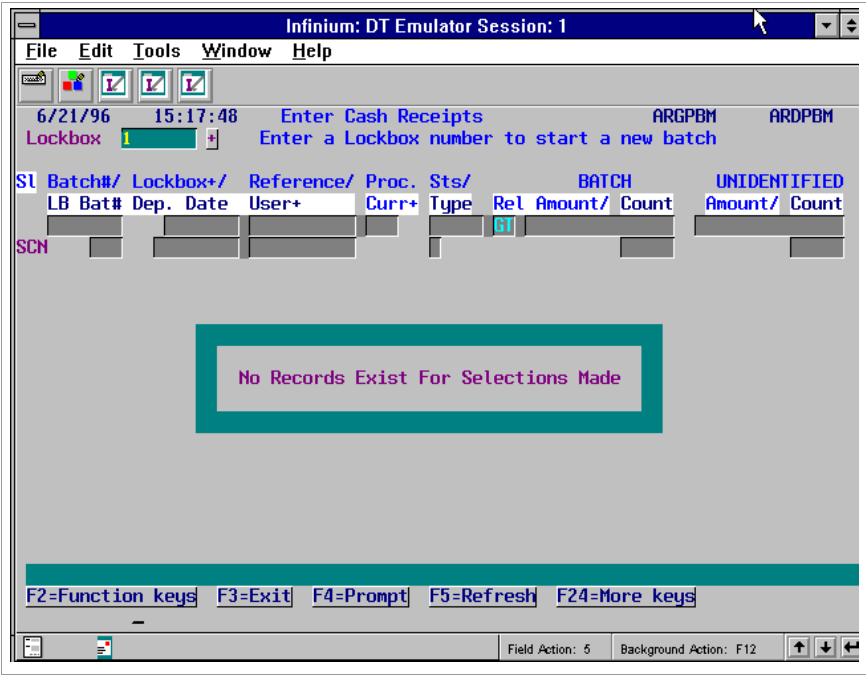 Infinium: DT Emulator Session: 1
File Edit Tools Window Help
6/21/96 15:17:48 Enter Cash Receipts ARGPBM ARDPBM
Lockbox 1 + Enter a Lockbox number to start a new batch
Sl Batch#/ Lockbox+/ Reference/ Proc. Sts/ BATCH UNIDENTIFIED
LB Bat# Dep. Date User+ Curr+ Type Rel Amount/ Count Amount/ Count
GT
SCN
No Records Exist For Selections Made
F2=Function keys F3=Exit F4=Prompt F5=Refresh F24=More keys
Field Action: 5 Background Action: F12